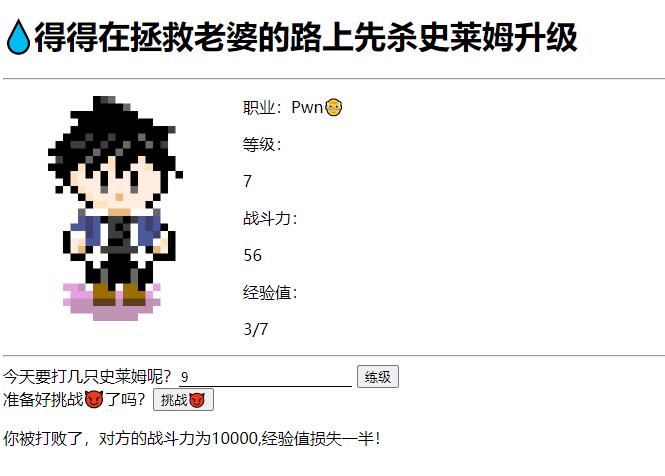 💧得得在拯救老婆的路上先杀史莱姆升级
职业：Pwn👴
等级：
7
战斗力：
56
经验值：
3/7
今天要打几只史莱姆呢？9 练级
准备好挑战😈了吗？挑战😈
你被打败了，对方的战斗力为10000,经验值损失一半！